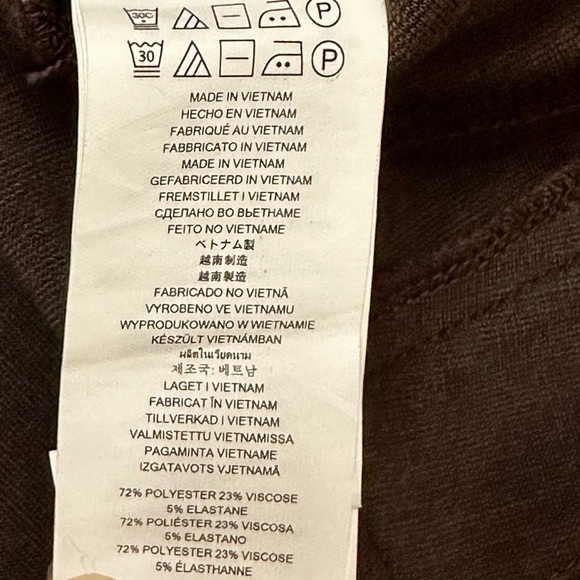 30C P
30 P
MADE IN VIETNAM
HECHO EN VIETNAM
FABRIQUÉ AU VIETNAM
FABBRICATO IN VIETNAM
MADE IN VIETNAM
GEFABRICEERD IN VIETNAM
FREMSTILLET I VIETNAM
СДЕЛАНО ВО ВЬЕТНАМЕ
FEITO NO VIETNAME
ベトナム製
越南制造
越南製造
FABRICADO NO VIETNÃ
VYROBENO VE VIETNAMU
WYPRODUKOWANO W WIETNAMIE
KÉSZÜLT VIETNÁMBAN
ผลิตในเวียดนาม
제조국: 베트남
LAGET I VIETNAM
FABRICAT ÎN VIETNAM
TILLVERKAD I VIETNAM
VALMISTETTU VIETNAMISSA
PAGAMINTA VIETNAME
IZGATAVOTS VJETNAMĀ
72% POLYESTER 23% VISCOSE
5% ELASTANE
72% POLIÉSTER 23% VISCOSA
5% ELASTANO
72% POLYESTER 23% VISCOSE
5% ÉLASTHANNE